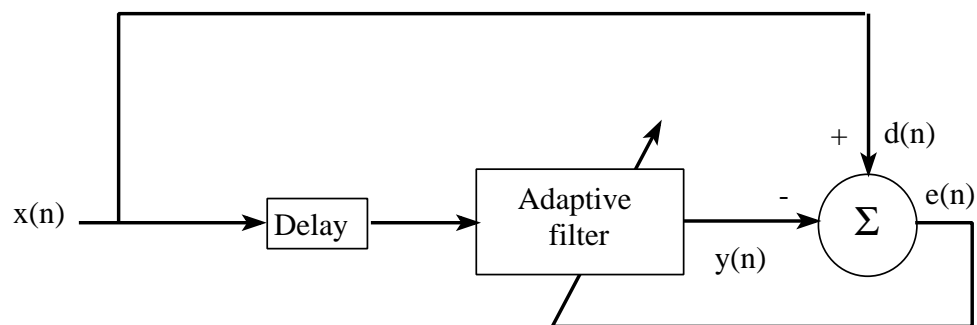 +
d(n)
x(n)
Delay
Adaptive
filter
-
y(n)
Σ
e(n)